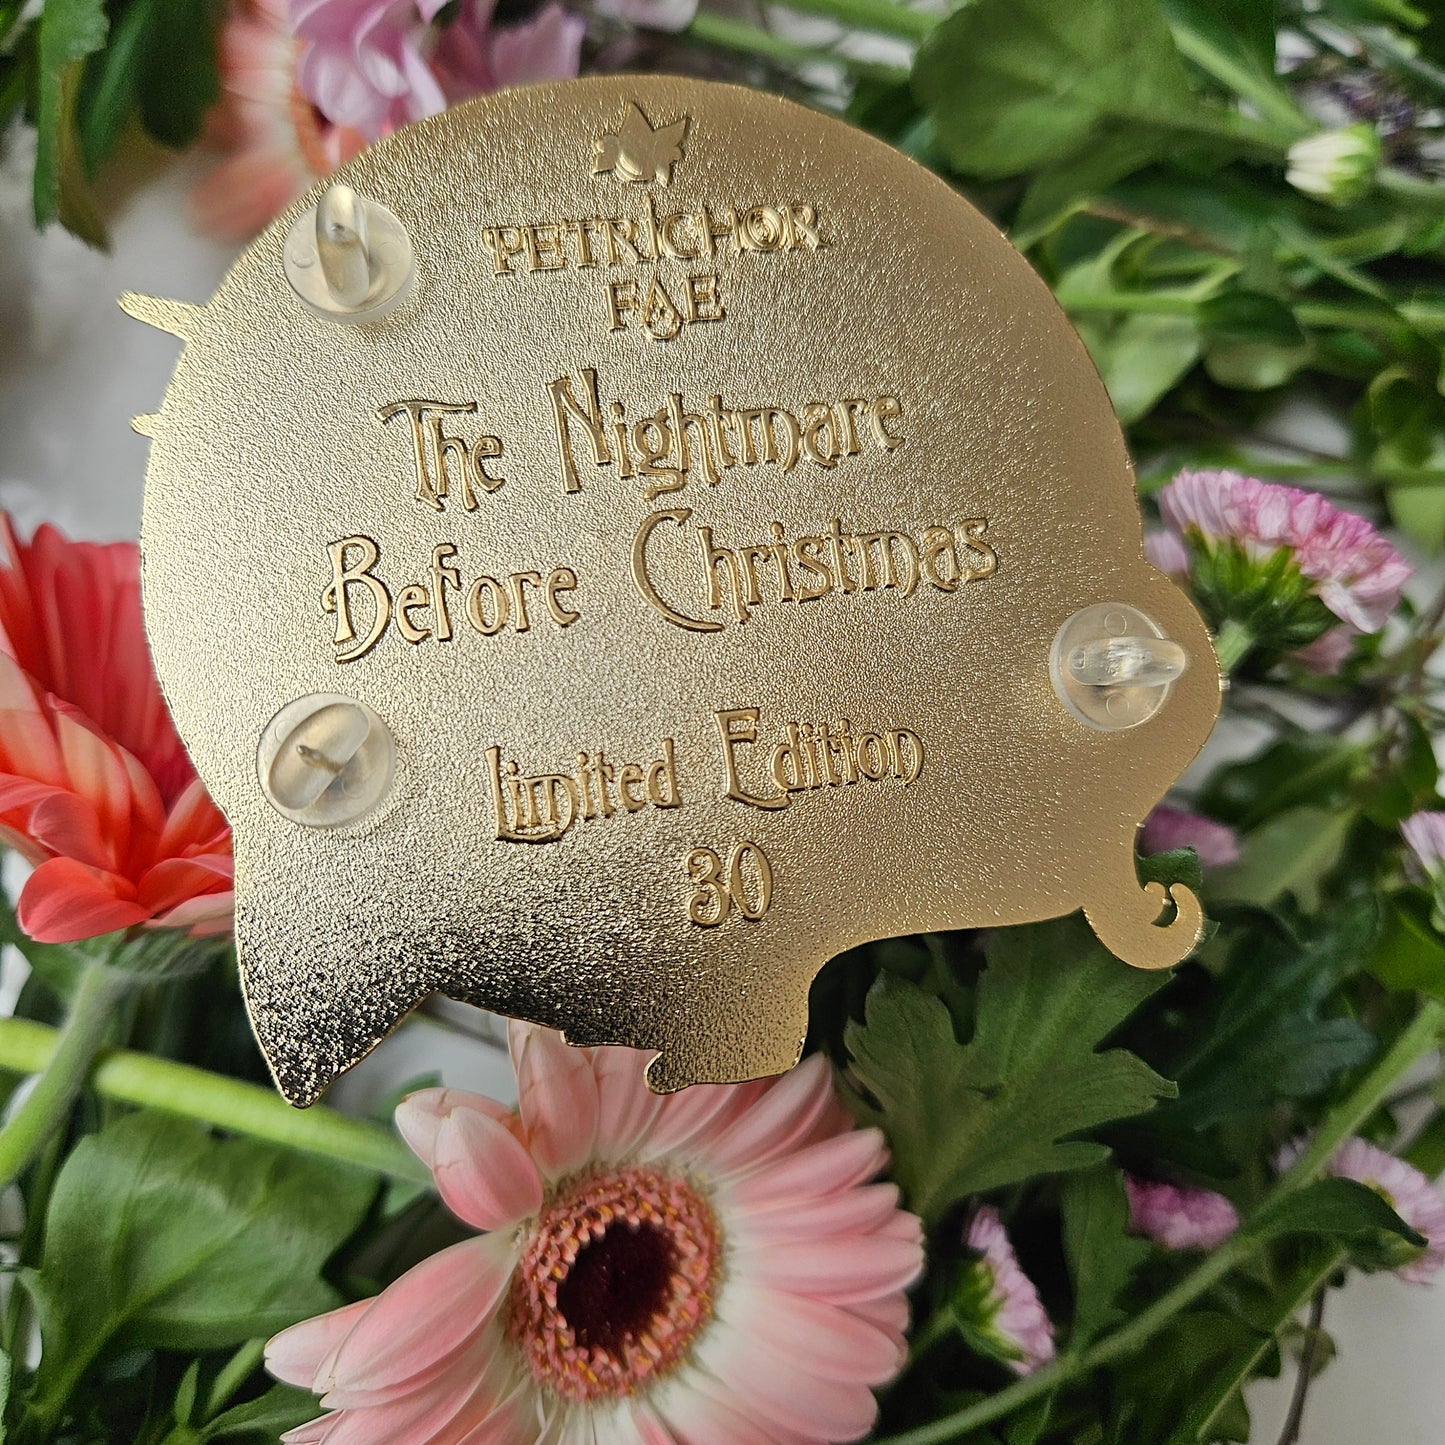 PETRICHOR
FAE
The Nightmare
Before Christmas
Limited Edition
30